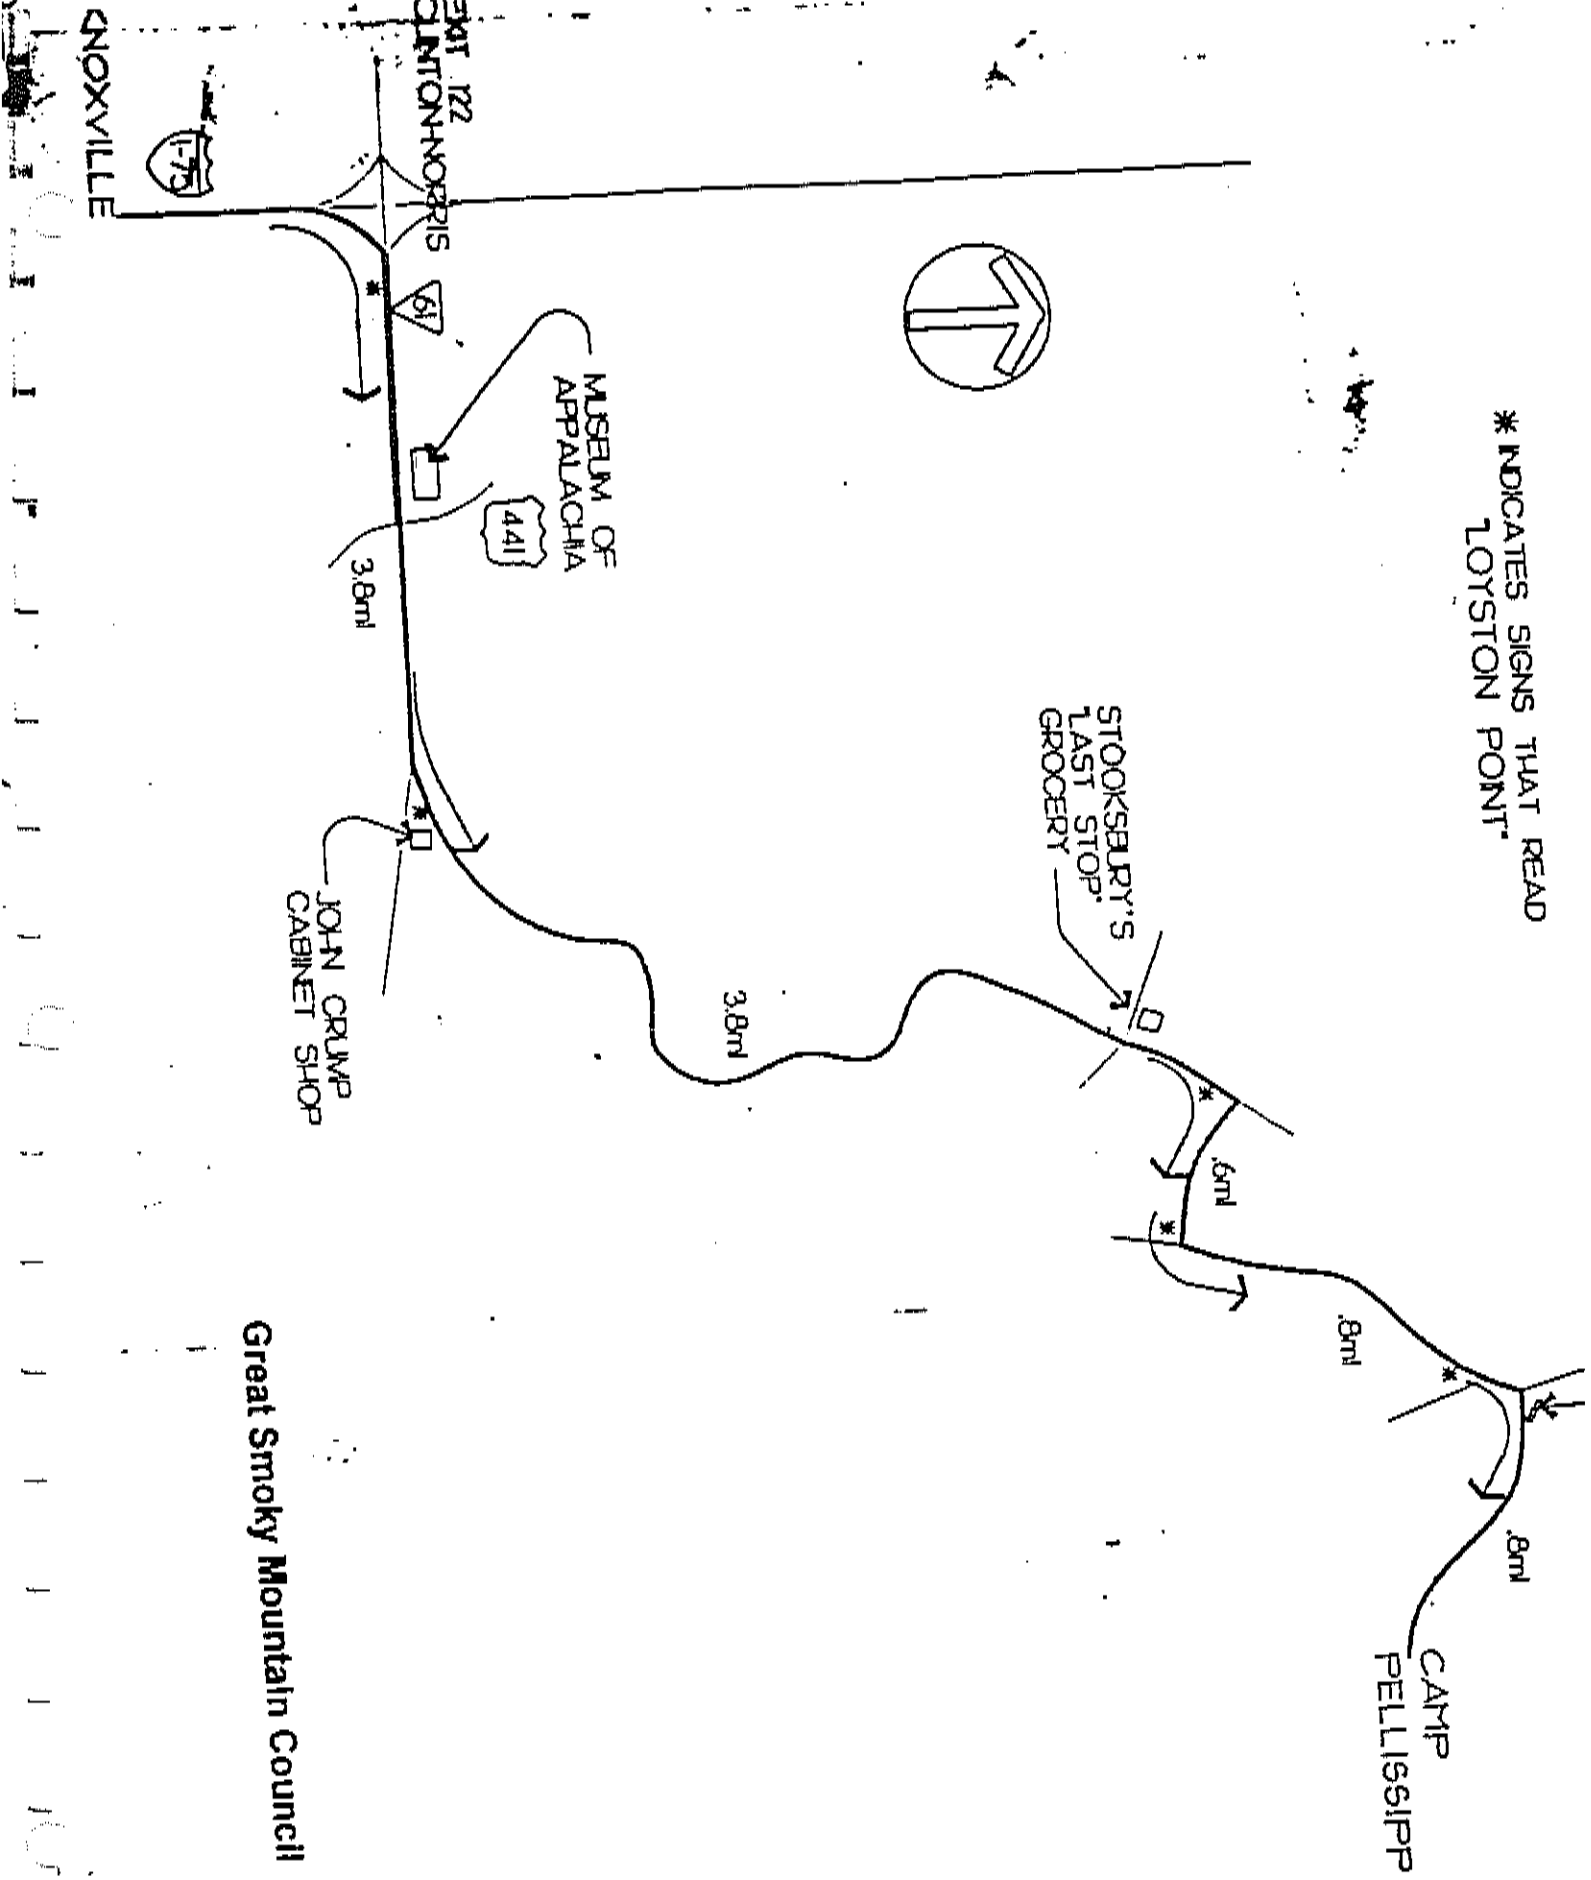 * INDICATES SIGNS THAT READ
"LOYSTON POINT"
CAMP
PELLISSIPP
.8mi
.8mi
.6mi
STOOKSBURY'S
"LAST STOP"
GROCERY
3.8mi
MUSEUM OF
APPALACHIA
441
3.8mi
JOHN CRUMP
CABINET SHOP
EXIT 122
CLINTON-NORRIS
61
I-75
KNOXVILLE
Great Smoky Mountain Council